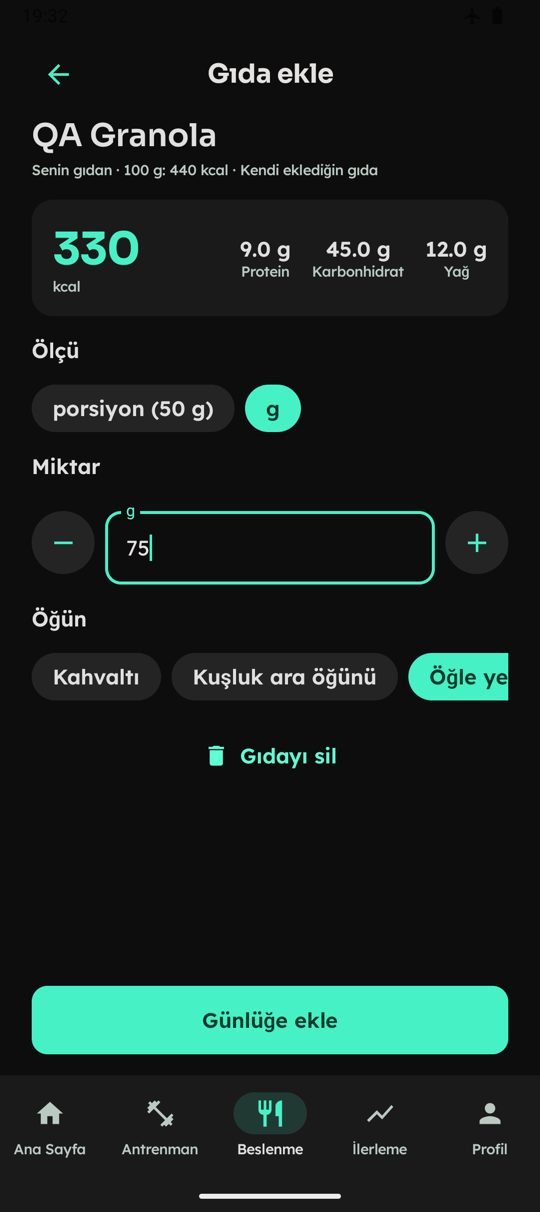 19:32
Gıda ekle
QA Granola
Senin gıdan · 100 g: 440 kcal · Kendi eklediğin gıda
330
kcal
9.0 g
Protein
45.0 g
Karbonhidrat
12.0 g
Yağ
Ölçü
porsiyon (50 g)
g
Miktar
g
75
Öğün
Kahvaltı
Kuşluk ara öğünü
Öğle ye
Gıdayı sil
Günlüğe ekle
Ana Sayfa
Antrenman
Beslenme
İlerleme
Profil